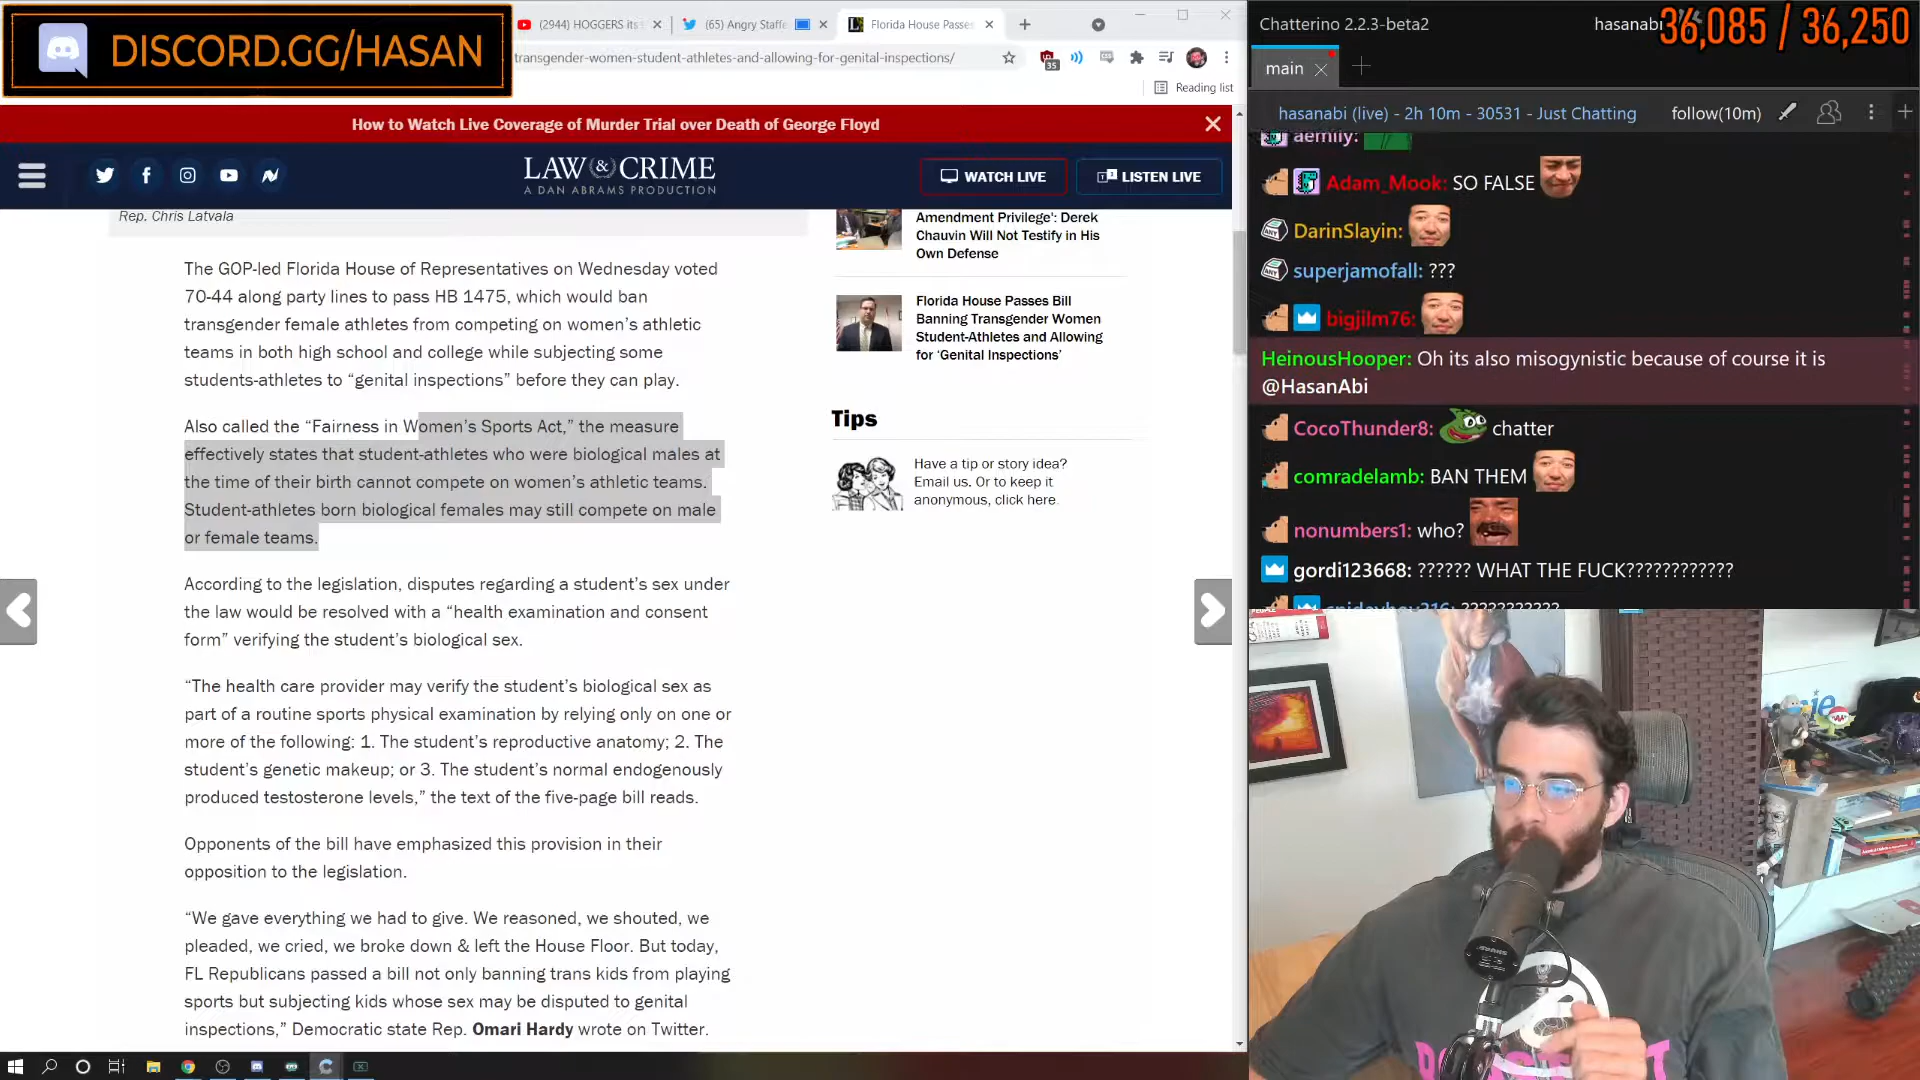 DISCORD.GG/HASAN
(2944) HOGGERS its
(65) Angry Staffe
Florida House Passes
transgender-women-student-athletes-and-allowing-for-genital-inspections/
35
Reading list
How to Watch Live Coverage of Murder Trial over Death of George Floyd
LAW & CRIME
A DAN ABRAMS PRODUCTION
WATCH LIVE
LISTEN LIVE
Rep. Chris Latvala
The GOP-led Florida House of Representatives on Wednesday voted
70-44 along party lines to pass HB 1475, which would ban
transgender female athletes from competing on women’s athletic
teams in both high school and college while subjecting some
students-athletes to “genital inspections” before they can play.
Also called the “Fairness in Women’s Sports Act,” the measure
effectively states that student-athletes who were biological males at
the time of their birth cannot compete on women’s athletic teams.
Student-athletes born biological females may still compete on male
or female teams.
According to the legislation, disputes regarding a student’s sex under
the law would be resolved with a “health examination and consent
form” verifying the student’s biological sex.
“The health care provider may verify the student’s biological sex as
part of a routine sports physical examination by relying only on one or
more of the following: 1. The student’s reproductive anatomy; 2. The
student’s genetic makeup; or 3. The student’s normal endogenously
produced testosterone levels,” the text of the five-page bill reads.
Opponents of the bill have emphasized this provision in their
opposition to the legislation.
“We gave everything we had to give. We reasoned, we shouted, we
pleaded, we cried, we broke down & left the House Floor. But today,
FL Republicans passed a bill not only banning trans kids from playing
sports but subjecting kids whose sex may be disputed to genital
inspections,” Democratic state Rep. Omari Hardy wrote on Twitter.
Amendment Privilege’: Derek
Chauvin Will Not Testify in His
Own Defense
Florida House Passes Bill
Banning Transgender Women
Student-Athletes and Allowing
for ‘Genital Inspections’
Tips
Have a tip or story idea?
Email us. Or to keep it
anonymous, click here.
Chatterino 2.2.3-beta2
hasanabi
36,085 / 36,250
main
hasanabi (live) - 2h 10m - 30531 - Just Chatting
follow(10m)
aemily:
Adam_Mook: SO FALSE
DarinSlayin:
superjamofall: ???
bigjilm76:
HeinousHooper: Oh its also misogynistic because of course it is
@HasanAbi
CocoThunder8: chatter
comradelamb: BAN THEM
nonumbers1: who?
gordi123668: ?????? WHAT THE FUCK????????????